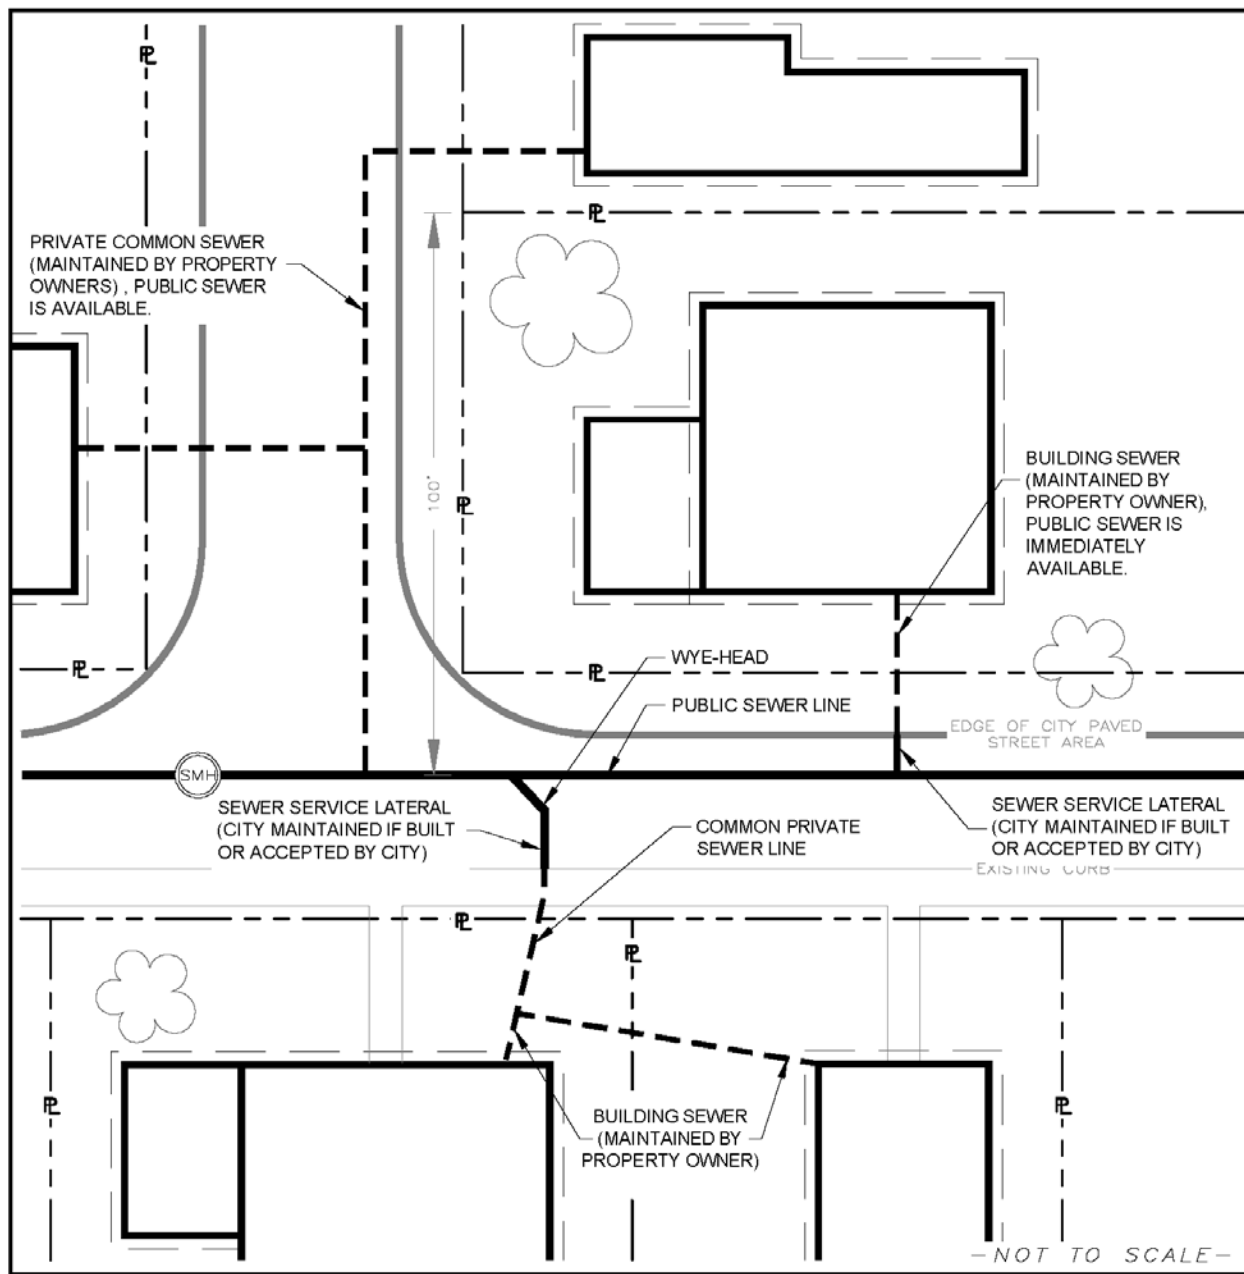 PL
PL
PRIVATE COMMON SEWER
(MAINTAINED BY PROPERTY
OWNERS) , PUBLIC SEWER
IS AVAILABLE.
100'
PL
BUILDING SEWER
(MAINTAINED BY
PROPERTY OWNER),
PUBLIC SEWER IS
IMMEDIATELY
AVAILABLE.
PL
PL
WYE-HEAD
PUBLIC SEWER LINE
EDGE OF CITY PAVED
STREET AREA
SMH
SEWER SERVICE LATERAL
(CITY MAINTAINED IF BUILT
OR ACCEPTED BY CITY)
COMMON PRIVATE
SEWER LINE
SEWER SERVICE LATERAL
(CITY MAINTAINED IF BUILT
OR ACCEPTED BY CITY)
EXISTING CURB
PL
PL
PL
PL
BUILDING SEWER
(MAINTAINED BY
PROPERTY OWNER)
-NOT TO SCALE-